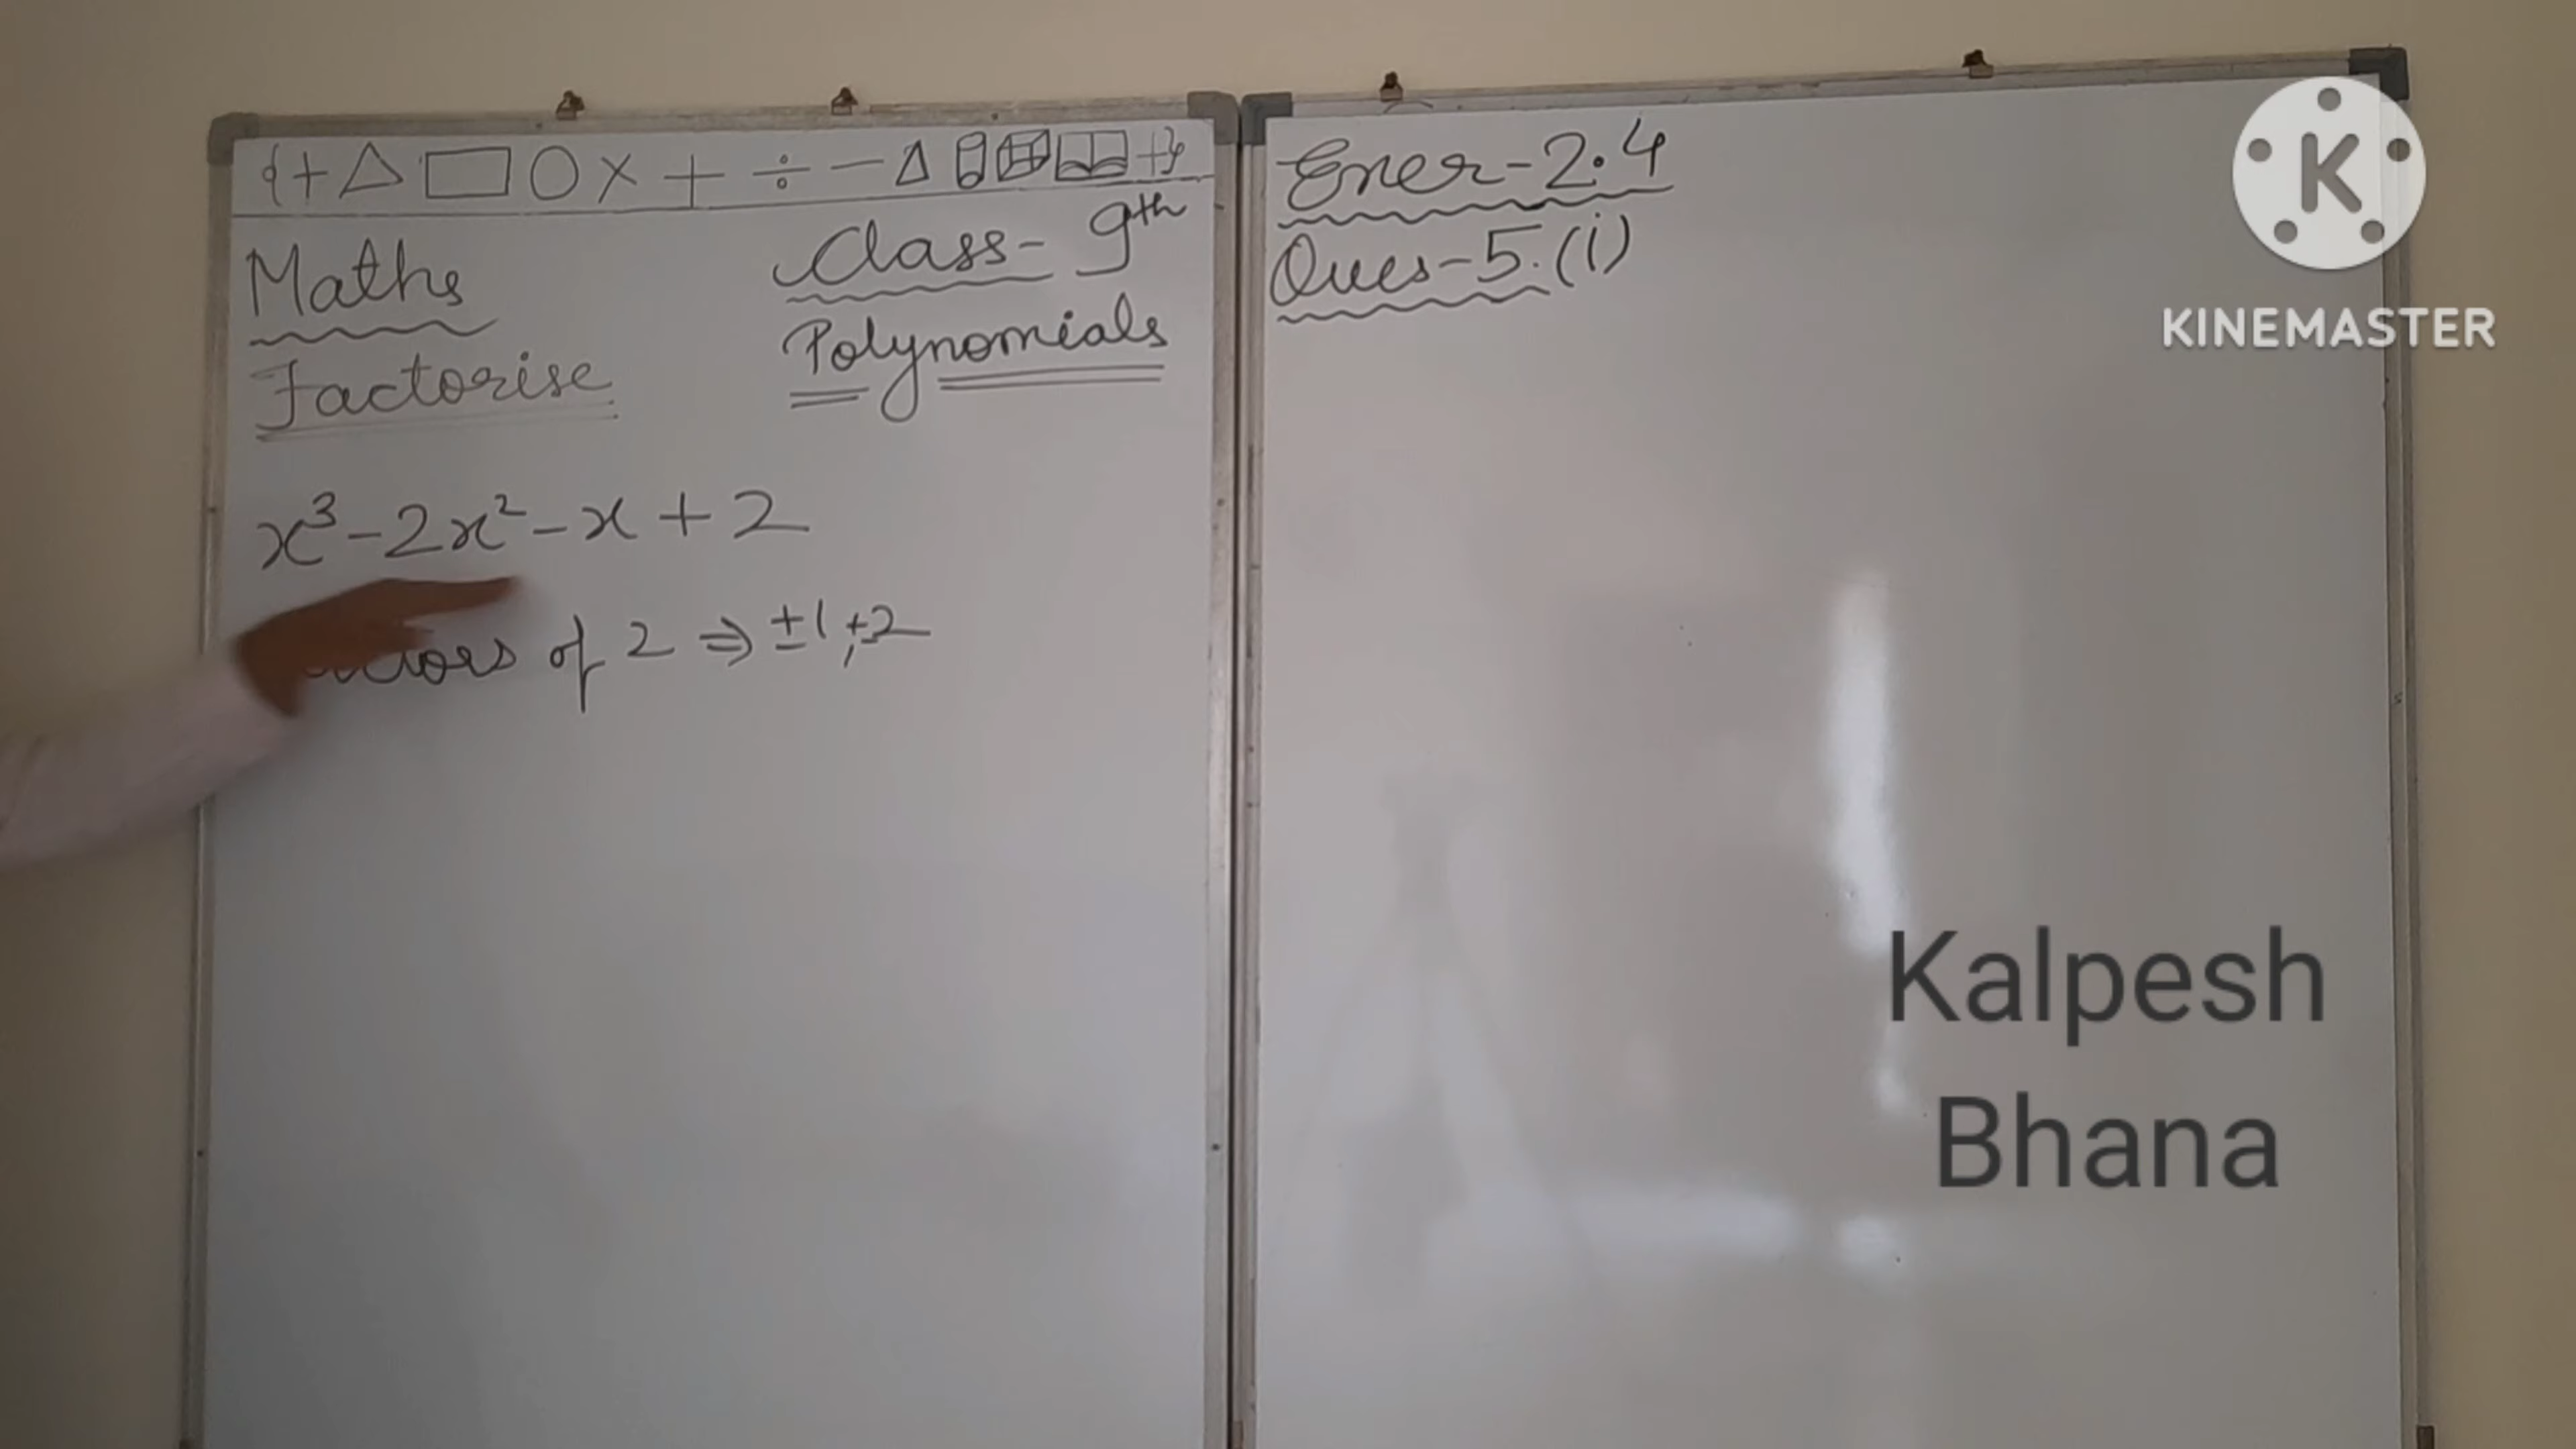 {+ △ ▭ ○ × + ÷ − +}
Maths
Class- 9th
Factorise
Polynomials
x³-2x²-x+2
of 2 ⇒ ±1,±2
Exer-2.4
Ques-5.(i)
K
KINEMASTER
Kalpesh
Bhana